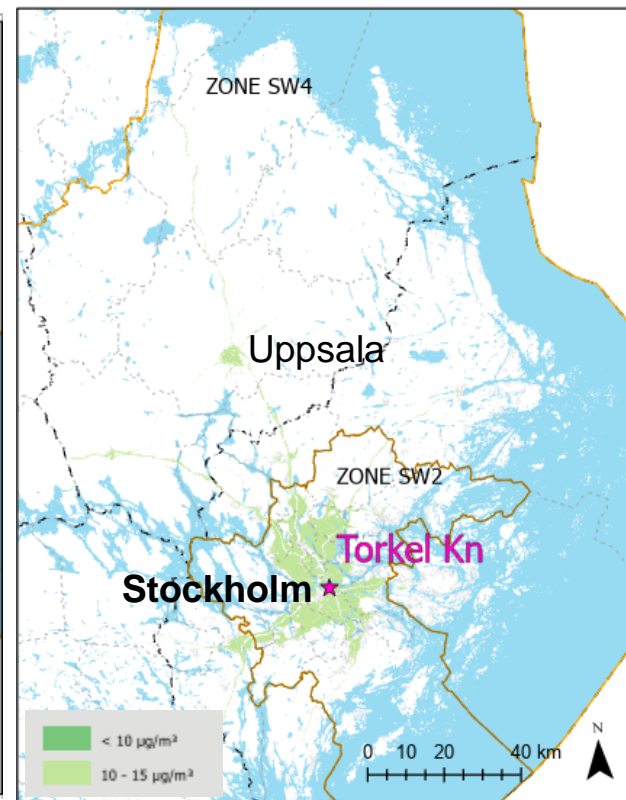 ZONE SW4
Uppsala
ZONE SW2
Torkel Kn
Stockholm
< 10 µg/m³
10 - 15 µg/m³
0 10 20 40 km
N